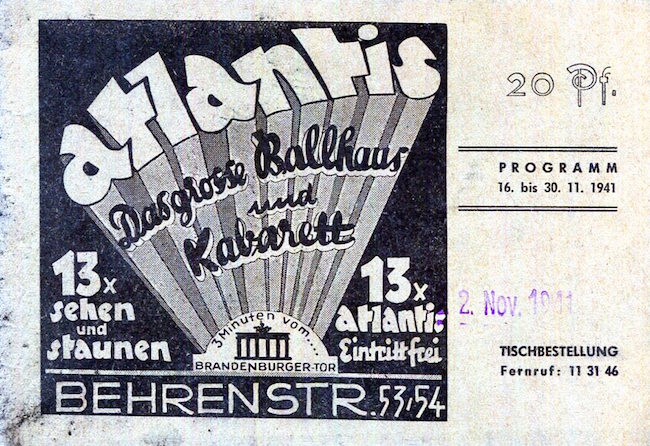 atlantis
Das grosse Ballhaus
und
Kabarett
13x
sehen
und
staunen
13x
atlantis
Eintritt frei
3 Minuten vom....
BRANDENBURGER-TOR
BEHRENSTR. 53/54
20 Pf.
PROGRAMM
16. bis 30. 11. 1941
2. Nov. 1941
TISCHBESTELLUNG
Fernruf: 11 31 46